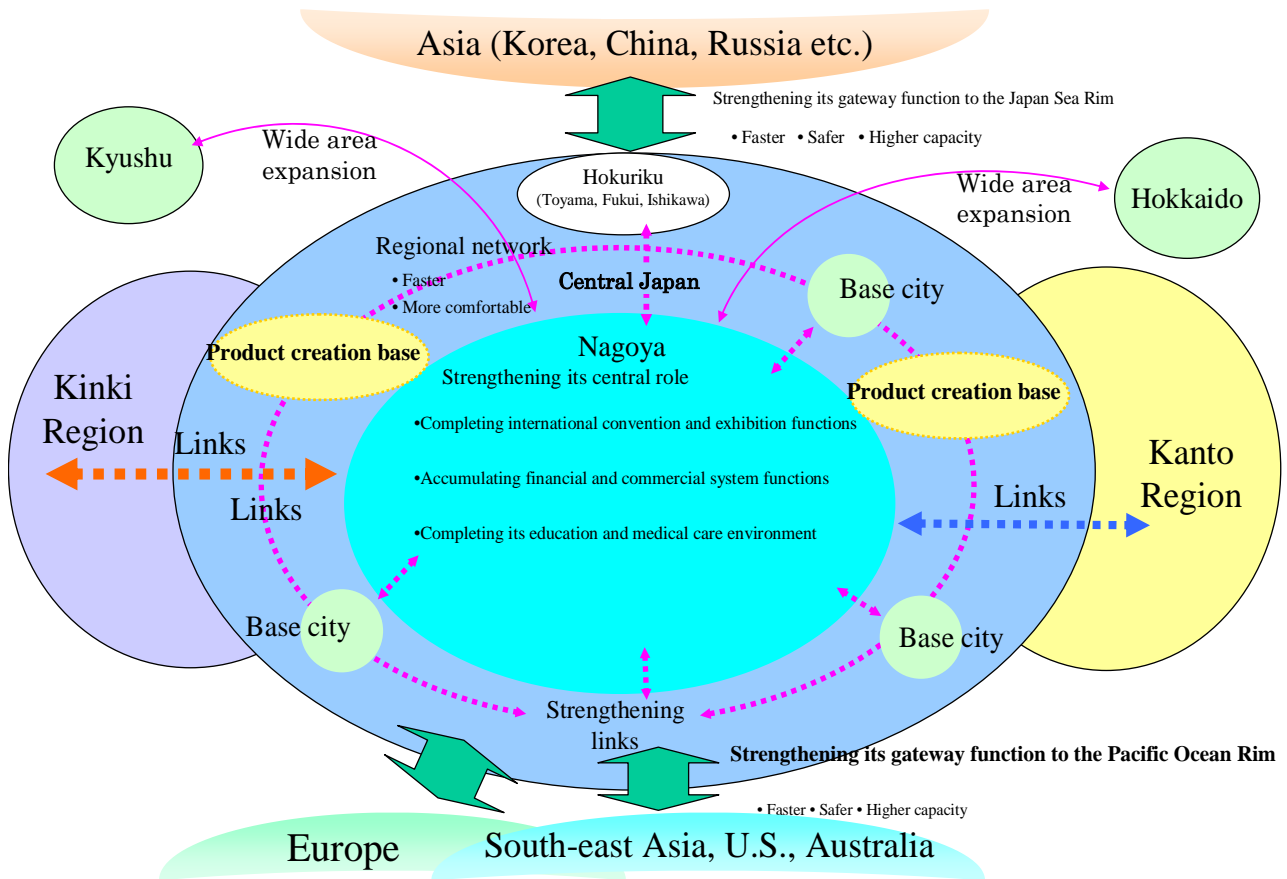 Asia (Korea, China, Russia etc.)
Strengthening its gateway function to the Japan Sea Rim
• Faster • Safer • Higher capacity
Kyushu
Wide area
expansion
Hokuriku
(Toyama, Fukui, Ishikawa)
Wide area
expansion
Hokkaido
Regional network
• Faster
• More comfortable
Central Japan
Base city
Product creation base
Nagoya
Strengthening its central role
•Completing international convention and exhibition functions
•Accumulating financial and commercial system functions
•Completing its education and medical care environment
Product creation base
Kinki
Region
Links
Links
Kanto
Region
Links
Base city
Base city
Strengthening
links
Strengthening its gateway function to the Pacific Ocean Rim
• Faster • Safer • Higher capacity
Europe
South-east Asia, U.S., Australia